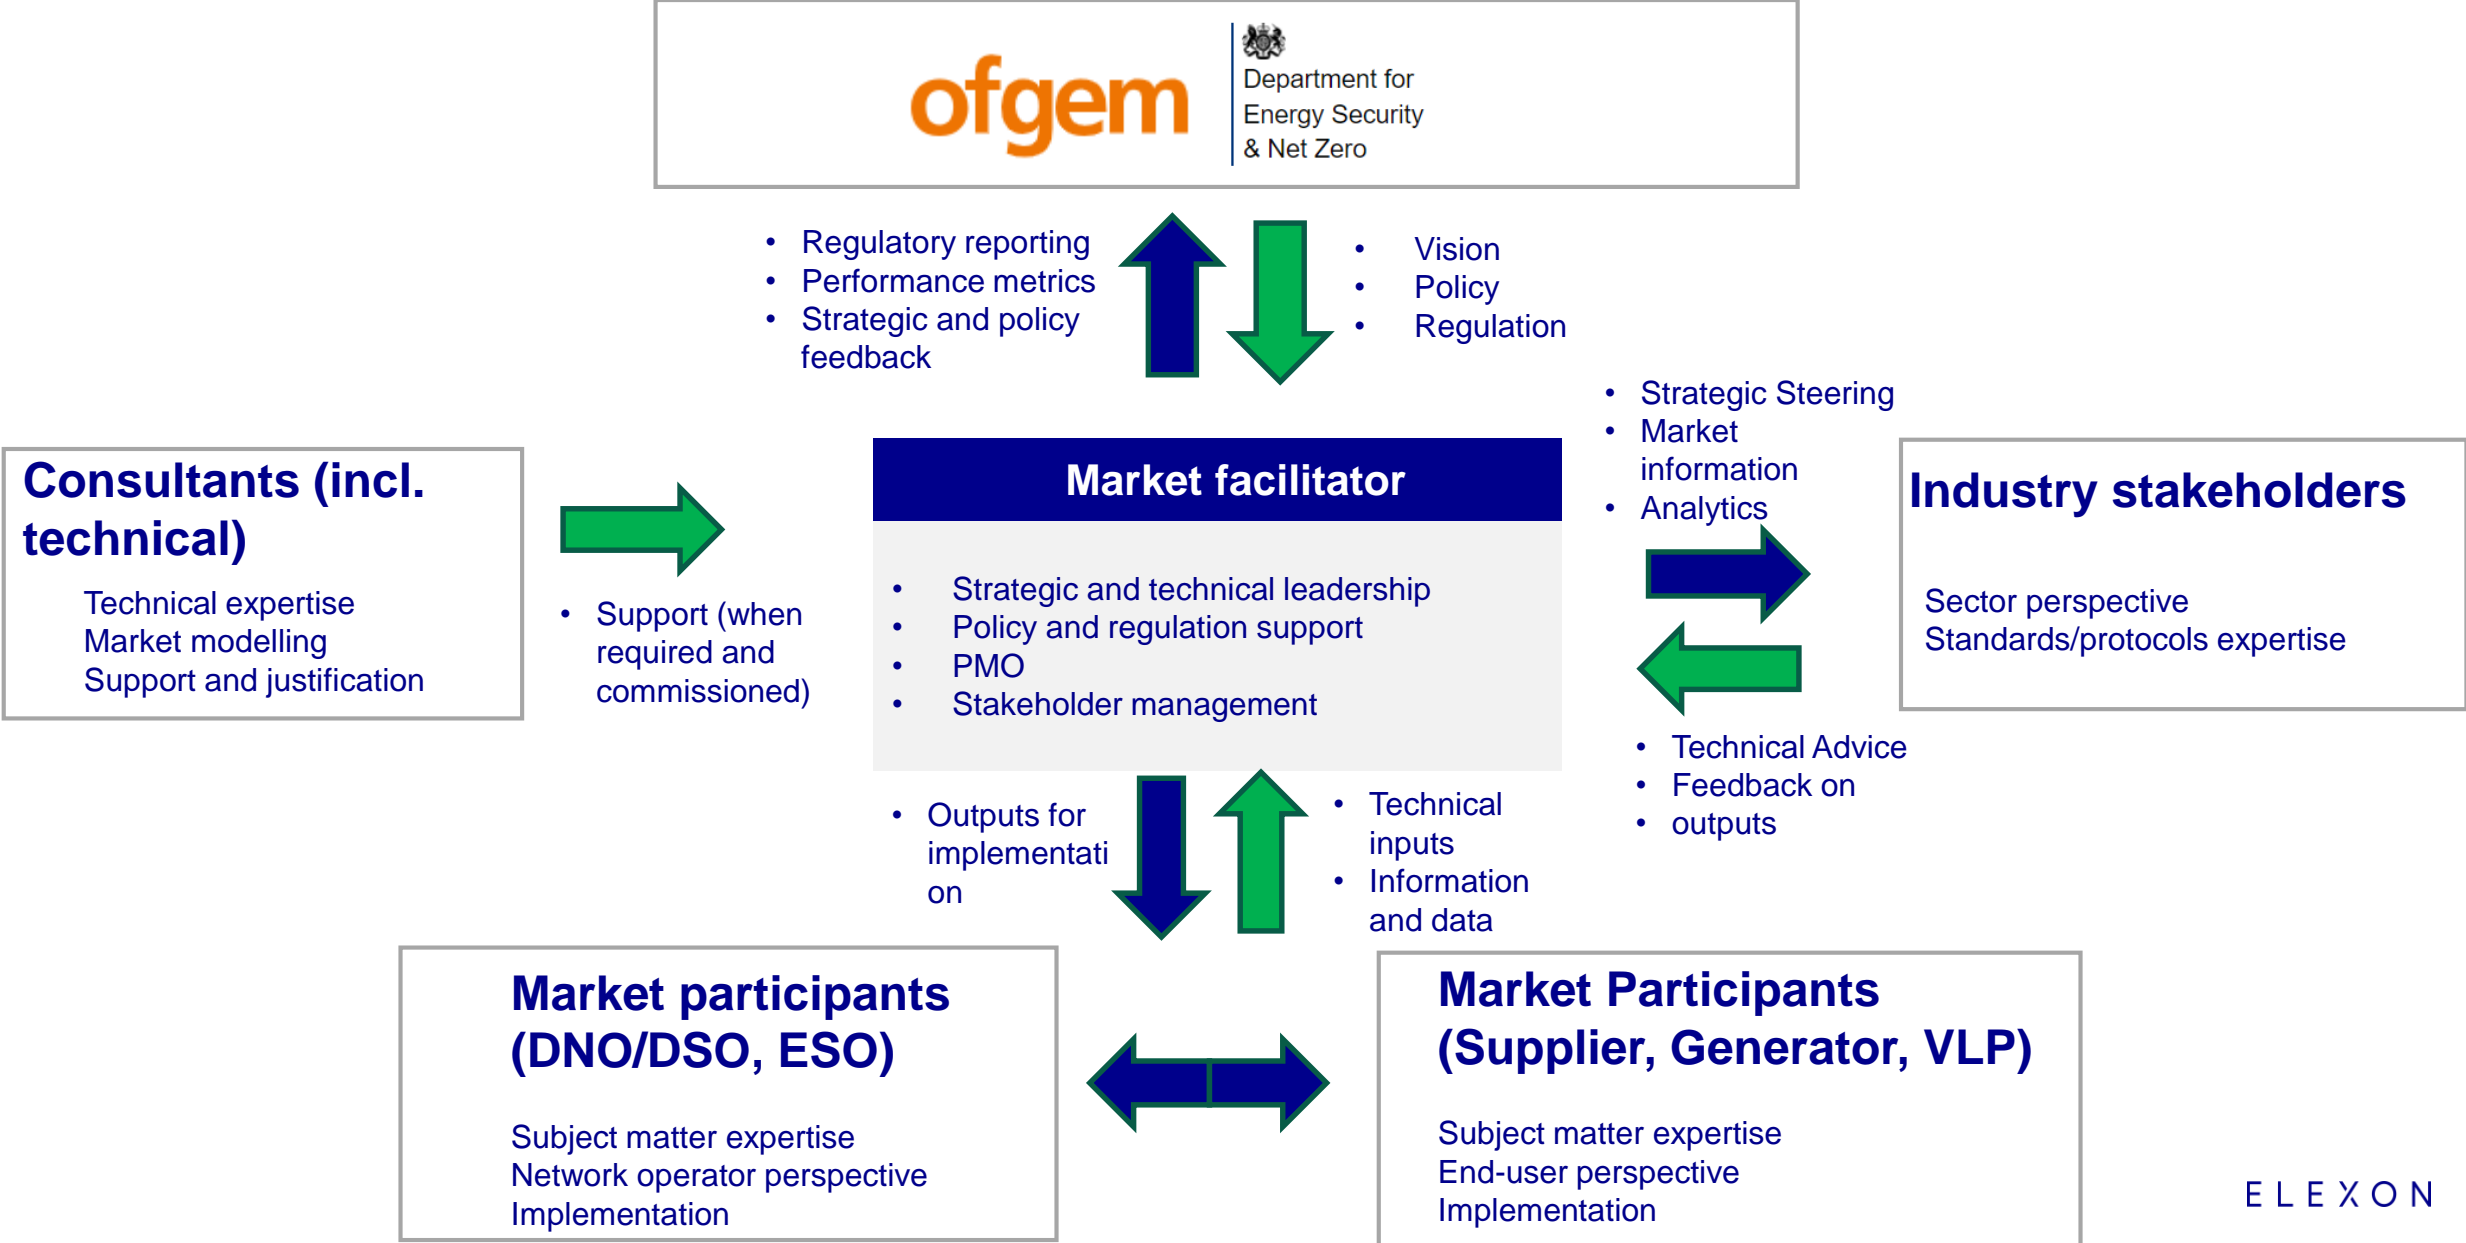 ofgem
Department for
Energy Security
& Net Zero
• Regulatory reporting
• Performance metrics
• Strategic and policy
feedback
• Vision
• Policy
• Regulation
• Strategic Steering
• Market
information
• Analytics
Consultants (incl.
technical)
Technical expertise
Market modelling
Support and justification
• Support (when
required and
commissioned)
Market facilitator
• Strategic and technical leadership
• Policy and regulation support
• PMO
• Stakeholder management
Industry stakeholders
Sector perspective
Standards/protocols expertise
• Technical Advice
• Feedback on
• outputs
• Outputs for
implementati
on
• Technical
inputs
• Information
and data
Market participants
(DNO/DSO, ESO)
Subject matter expertise
Network operator perspective
Implementation
Market Participants
(Supplier, Generator, VLP)
Subject matter expertise
End-user perspective
Implementation
ELEXON